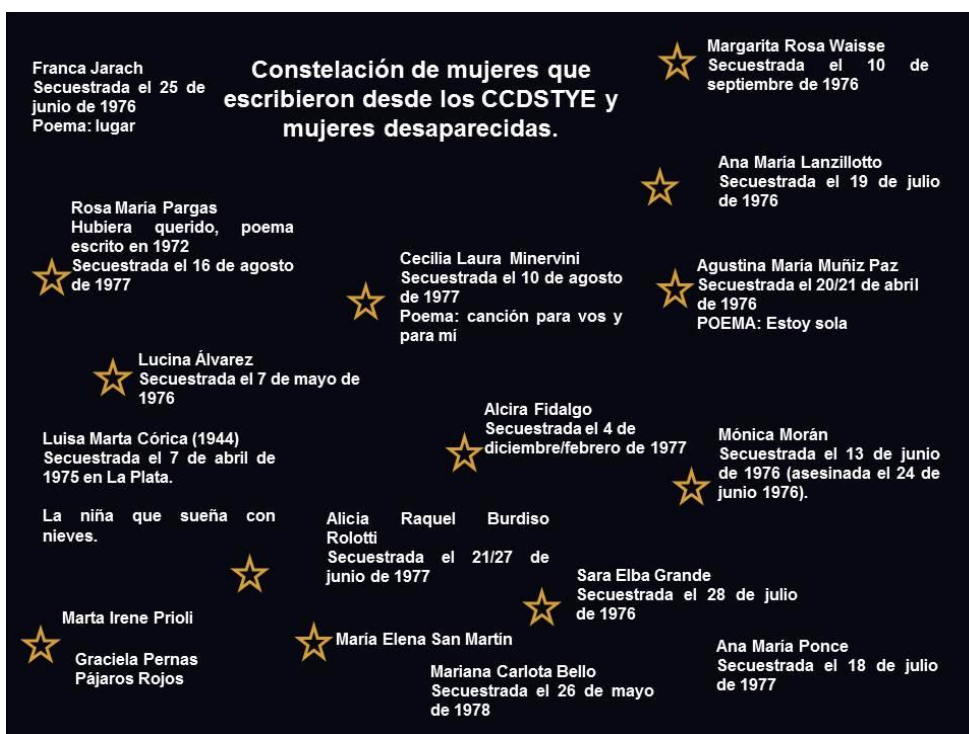 Franca Jarach
Secuestrada el 25 de
junio de 1976
Poema: lugar
Constelación de mujeres que
escribieron desde los CCDSTYE y
mujeres desaparecidas.
Margarita Rosa Waisse
Secuestrada el 10 de
septiembre de 1976
Ana María Lanzillotto
Secuestrada el 19 de julio
de 1976
Rosa María Pargas
Hubiera querido, poema
escrito en 1972
Secuestrada el 16 de agosto
de 1977
Cecilia Laura Minervini
Secuestrada el 10 de agosto
de 1977
Poema: canción para vos y
para mí
Agustina María Muñiz Paz
Secuestrada el 20/21 de abril
de 1976
POEMA: Estoy sola
Lucina Álvarez
Secuestrada el 7 de mayo de
1976
Alcira Fidalgo
Secuestrada el 4 de
diciembre/febrero de 1977
Luisa Marta Córica (1944)
Secuestrada el 7 de abril de
1975 en La Plata.
La niña que sueña con
nieves.
Mónica Morán
Secuestrada el 13 de junio
de 1976 (asesinada el 24 de
junio 1976).
Alicia Raquel Burdiso
Rolotti
Secuestrada el 21/27 de
junio de 1977
Sara Elba Grande
Secuestrada el 28 de julio
de 1976
Marta Irene Prioli
María Elena San Martín
Graciela Pernas
Pájaros Rojos
Mariana Carlota Bello
Secuestrada el 26 de mayo
de 1978
Ana María Ponce
Secuestrada el 18 de julio
de 1977